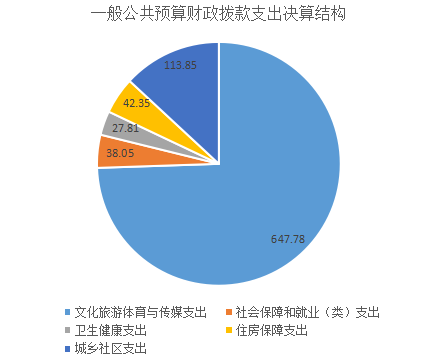 一般公共预算财政拨款支出决算结构
113.85
42.35
27.81
38.05
647.78
文化旅游体育与传媒支出 社会保障和就业（类）支出
卫生健康支出 住房保障支出
城乡社区支出